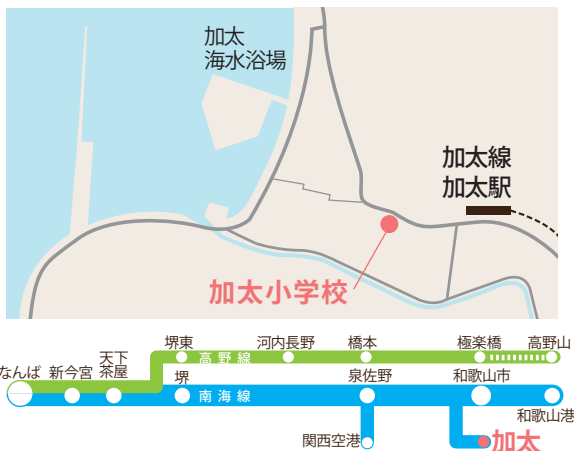 加太
海水浴場
加太線
加太駅
加太小学校
堺東
河内長野
橋本
極楽橋
高野山
高野線
なんば
新今宮
天下
茶屋
堺
泉佐野
和歌山市
南海線
和歌山港
関西空港
加太